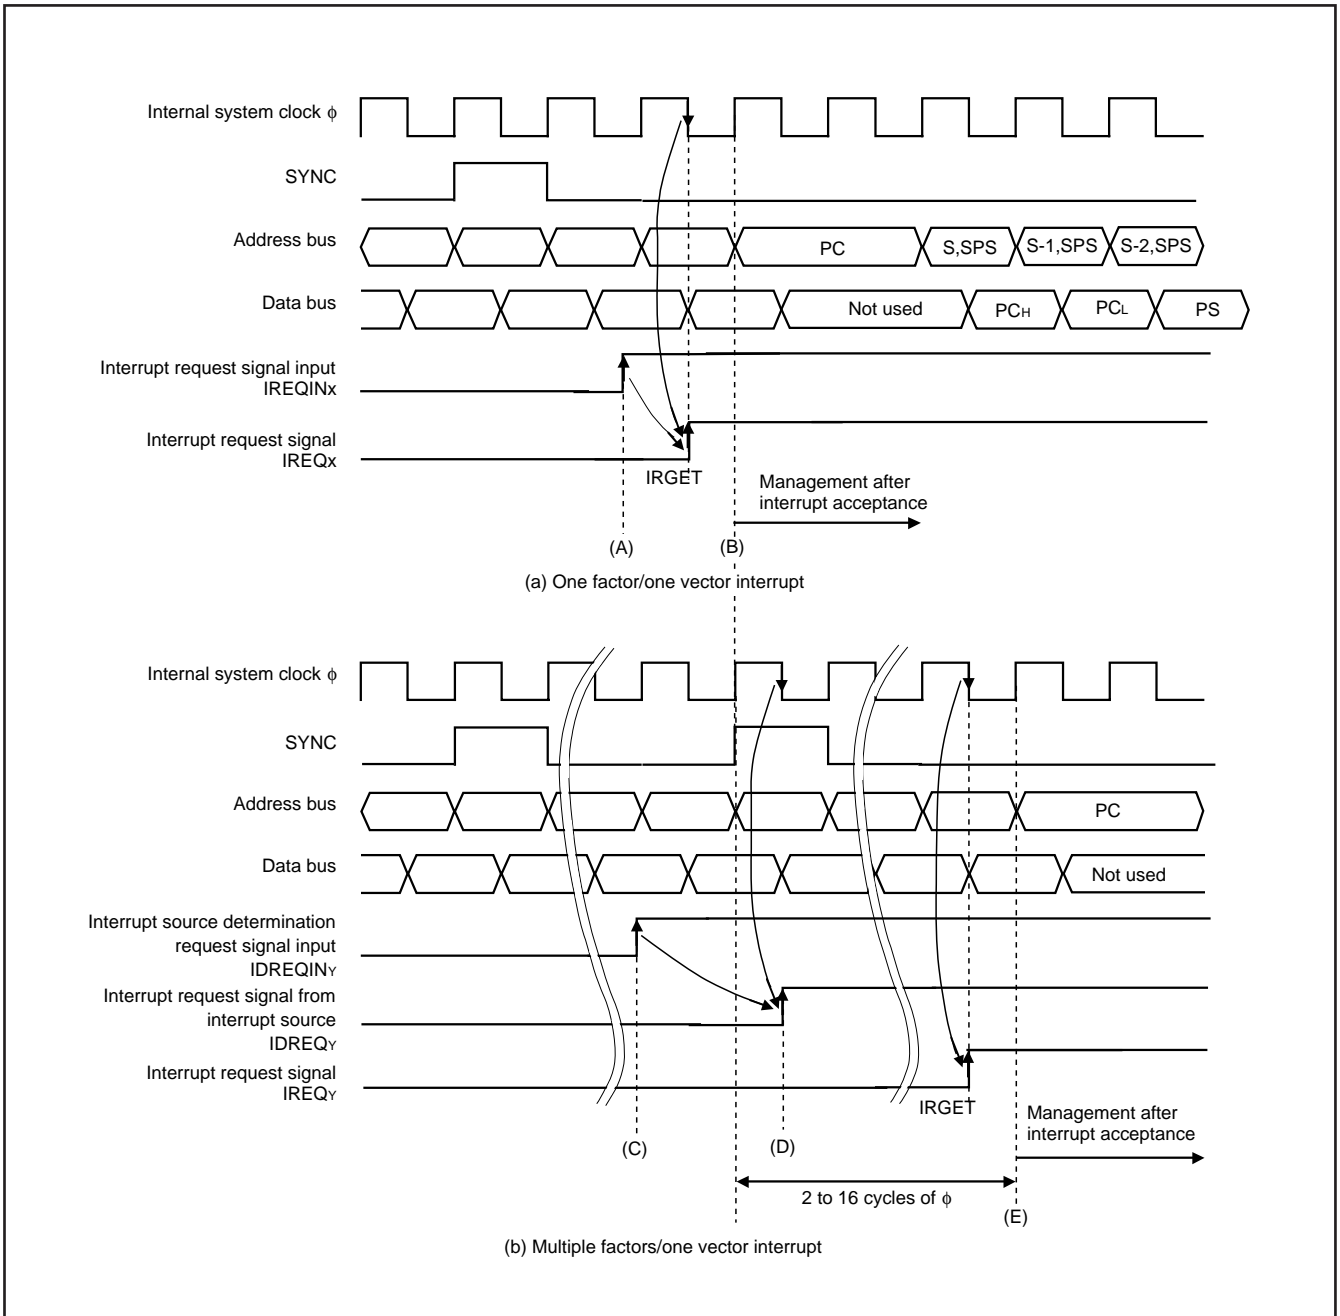 Internal system clock ϕ
SYNC
Address bus
PC
S,SPS
S-1,SPS
S-2,SPS
Data bus
Not used
PCH
PCL
PS
Interrupt request signal input
IREQINX
Interrupt request signal
IREQX
IRGET
Management after
interrupt acceptance
(A)
(B)
(a) One factor/one vector interrupt
Internal system clock ϕ
SYNC
Address bus
PC
Data bus
Not used
Interrupt source determination
request signal input
IDREQINY
Interrupt request signal from
interrupt source
IDREQY
Interrupt request signal
IREQY
IRGET
Management after
interrupt acceptance
(C)
(D)
2 to 16 cycles of ϕ
(E)
(b) Multiple factors/one vector interrupt